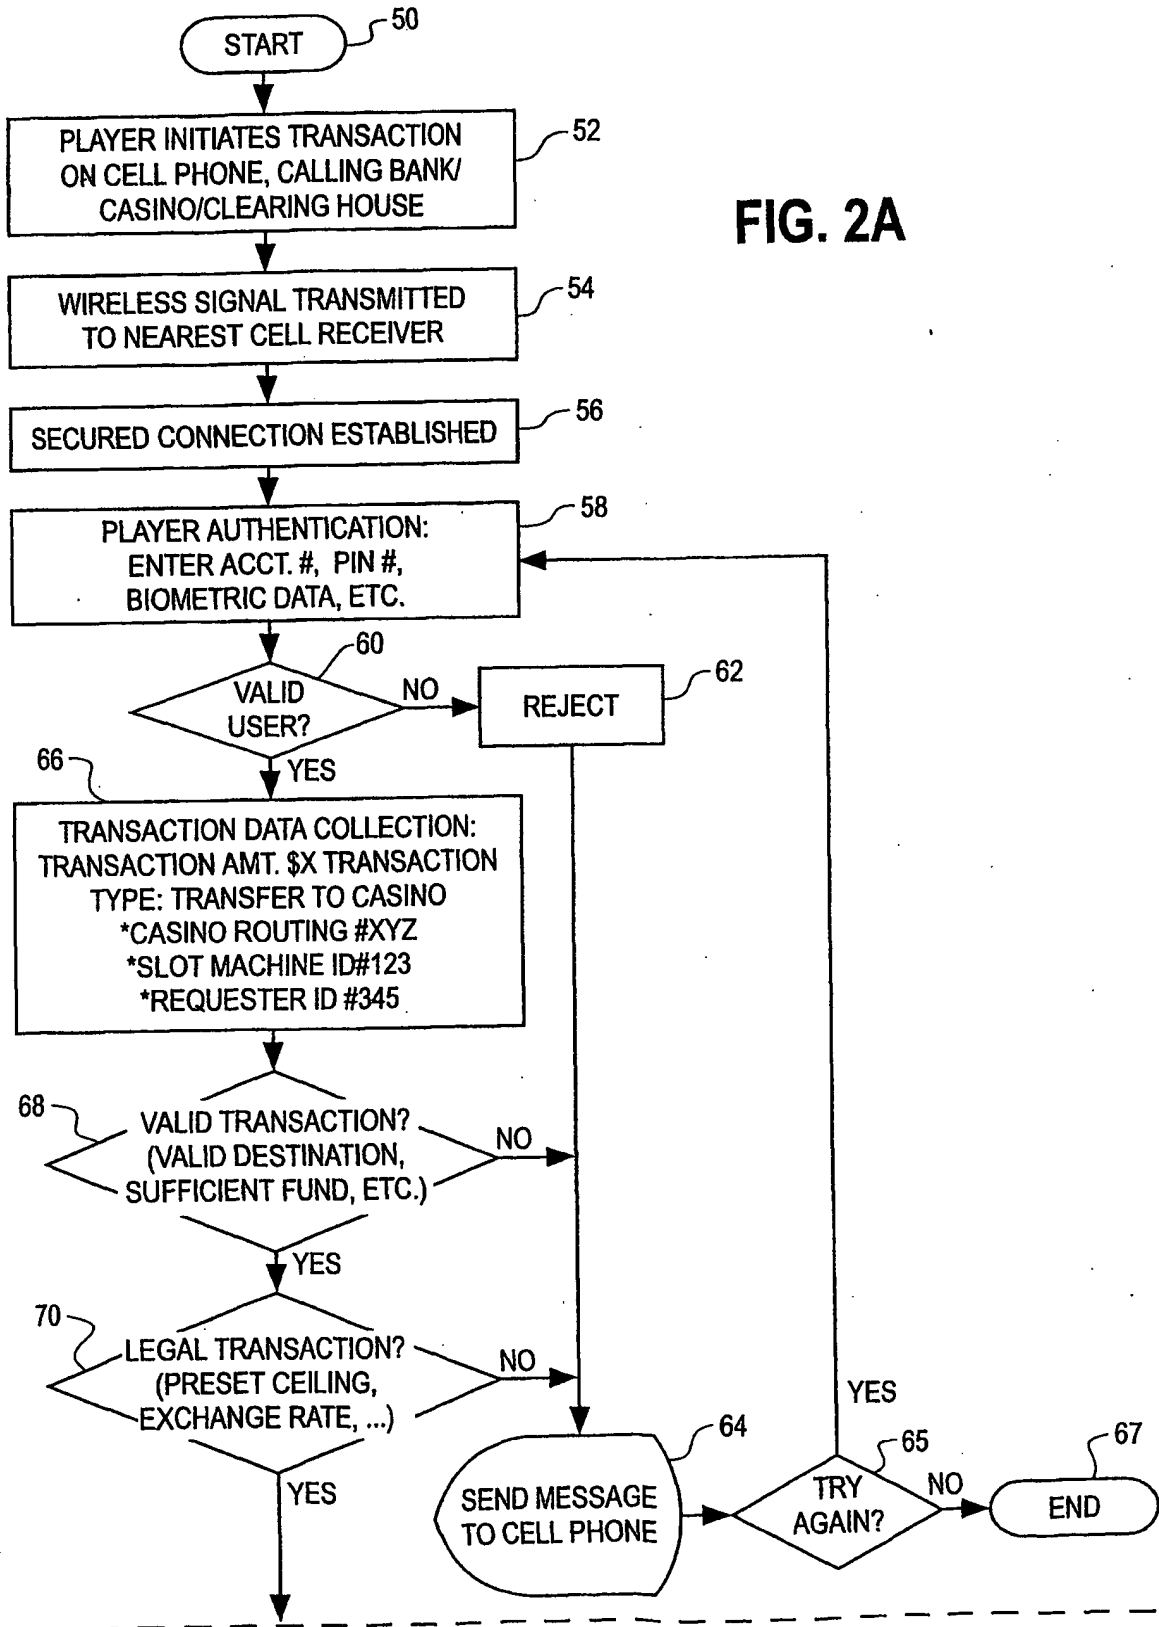 START
50
PLAYER INITIATES TRANSACTION
ON CELL PHONE, CALLING BANK/
CASINO/CLEARING HOUSE
52
FIG. 2A
WIRELESS SIGNAL TRANSMITTED
TO NEAREST CELL RECEIVER
54
SECURED CONNECTION ESTABLISHED
56
PLAYER AUTHENTICATION:
ENTER ACCT. #, PIN #,
BIOMETRIC DATA, ETC.
58
60
VALID
USER?
NO
REJECT
62
YES
66
TRANSACTION DATA COLLECTION:
TRANSACTION AMT. $X TRANSACTION
TYPE: TRANSFER TO CASINO
*CASINO ROUTING #XYZ
*SLOT MACHINE ID#123
*REQUESTER ID #345
68
VALID TRANSACTION?
(VALID DESTINATION,
SUFFICIENT FUND, ETC.)
NO
YES
70
LEGAL TRANSACTION?
(PRESET CEILING,
EXCHANGE RATE, ...)
NO
YES
SEND MESSAGE
TO CELL PHONE
64
YES
TRY
AGAIN?
65
NO
END
67